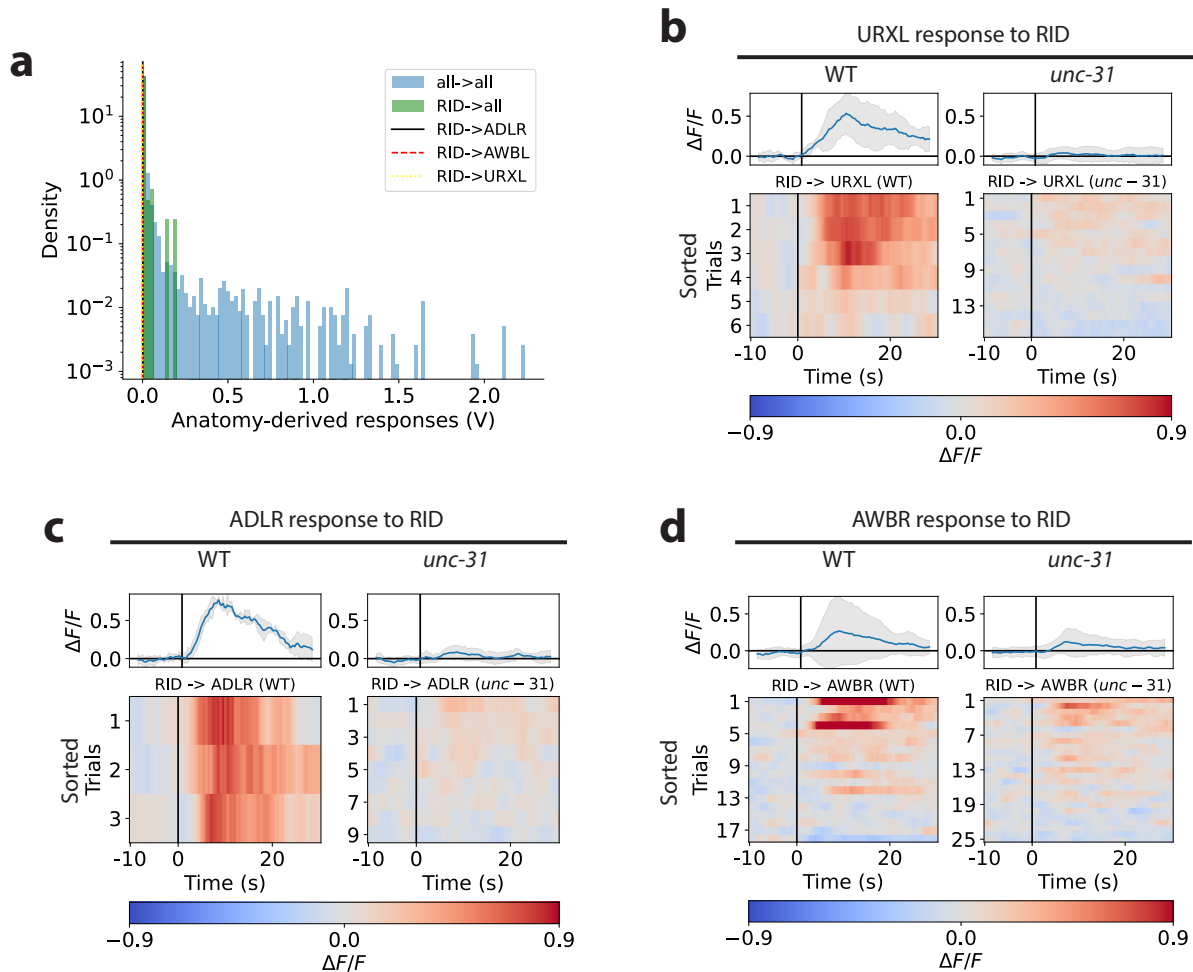 a
Density
10¹
10⁰
10⁻¹
10⁻²
10⁻³
0.0 0.5 1.0 1.5 2.0
Anatomy-derived responses (V)
all->all
RID->all
RID->ADLR
RID->AWBL
RID->URXL
b
URXL response to RID
WT unc-31
ΔF/F
0.5
0.0
0.5
0.0
RID -> URXL (WT) RID -> URXL (unc − 31)
Sorted
Trials
1
2
3
4
5
6
1
5
9
13
-10 0 20 -10 0 20
Time (s) Time (s)
−0.9 0.0 0.9
ΔF/F
c
ADLR response to RID
WT unc-31
ΔF/F
0.5
0.0
0.5
0.0
RID -> ADLR (WT) RID -> ADLR (unc − 31)
Sorted
Trials
1
2
3
1
3
5
7
9
-10 0 20 -10 0 20
Time (s) Time (s)
−0.9 0.0 0.9
ΔF/F
d
AWBR response to RID
WT unc-31
ΔF/F
0.5
0.0
0.5
0.0
RID -> AWBR (WT) RID -> AWBR (unc − 31)
Sorted
Trials
1
5
9
13
17
1
7
13
19
25
-10 0 20 -10 0 20
Time (s) Time (s)
−0.9 0.0 0.9
ΔF/F